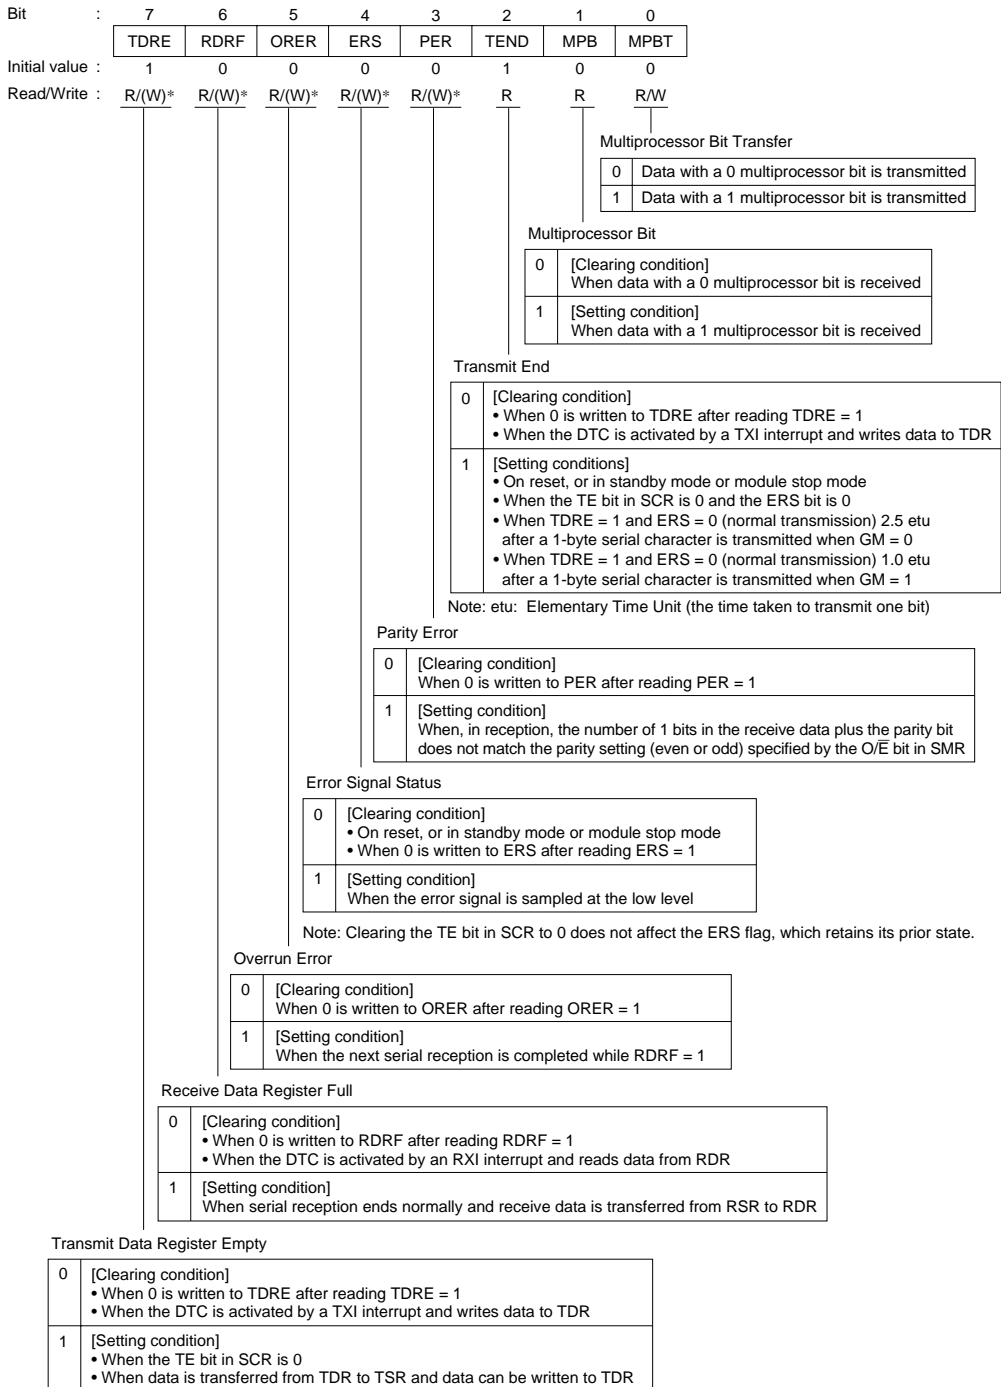 Bit : 7 6 5 4 3 2 1 0
TDRE RDRF ORER ERS PER TEND MPB MPBT
Initial value : 1 0 0 0 0 1 0 0
Read/Write : R/(W)* R/(W)* R/(W)* R/(W)* R/(W)* R R R/W
Multiprocessor Bit Transfer
0 Data with a 0 multiprocessor bit is transmitted
1 Data with a 1 multiprocessor bit is transmitted
Multiprocessor Bit
0 [Clearing condition]
When data with a 0 multiprocessor bit is received
1 [Setting condition]
When data with a 1 multiprocessor bit is received
Transmit End
0 [Clearing condition]
• When 0 is written to TDRE after reading TDRE = 1
• When the DTC is activated by a TXI interrupt and writes data to TDR
1 [Setting conditions]
• On reset, or in standby mode or module stop mode
• When the TE bit in SCR is 0 and the ERS bit is 0
• When TDRE = 1 and ERS = 0 (normal transmission) 2.5 etu
after a 1-byte serial character is transmitted when GM = 0
• When TDRE = 1 and ERS = 0 (normal transmission) 1.0 etu
after a 1-byte serial character is transmitted when GM = 1
Note: etu: Elementary Time Unit (the time taken to transmit one bit)
Parity Error
0 [Clearing condition]
When 0 is written to PER after reading PER = 1
1 [Setting condition]
When, in reception, the number of 1 bits in the receive data plus the parity bit
does not match the parity setting (even or odd) specified by the O/E̅ bit in SMR
Error Signal Status
0 [Clearing condition]
• On reset, or in standby mode or module stop mode
• When 0 is written to ERS after reading ERS = 1
1 [Setting condition]
When the error signal is sampled at the low level
Note: Clearing the TE bit in SCR to 0 does not affect the ERS flag, which retains its prior state.
Overrun Error
0 [Clearing condition]
When 0 is written to ORER after reading ORER = 1
1 [Setting condition]
When the next serial reception is completed while RDRF = 1
Receive Data Register Full
0 [Clearing condition]
• When 0 is written to RDRF after reading RDRF = 1
• When the DTC is activated by an RXI interrupt and reads data from RDR
1 [Setting condition]
When serial reception ends normally and receive data is transferred from RSR to RDR
Transmit Data Register Empty
0 [Clearing condition]
• When 0 is written to TDRE after reading TDRE = 1
• When the DTC is activated by a TXI interrupt and writes data to TDR
1 [Setting condition]
• When the TE bit in SCR is 0
• When data is transferred from TDR to TSR and data can be written to TDR